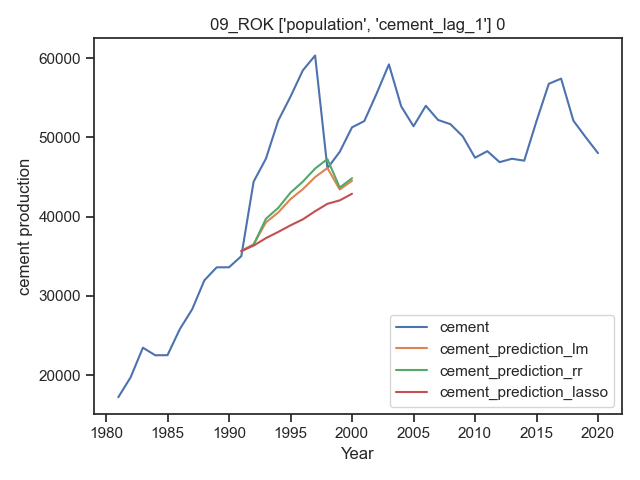 09_ROK ['population', 'cement_lag_1'] 0
60000
50000
40000
30000
20000
cement production
1980 1985 1990 1995 2000 2005 2010 2015 2020
Year
cement
cement_prediction_lm
cement_prediction_rr
cement_prediction_lasso